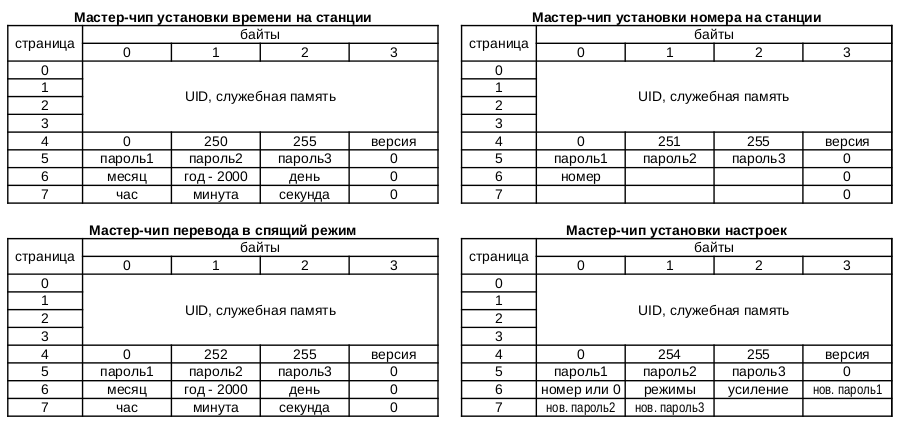 Мастер-чип установки времени на станции
страница байты
0 1 2 3
0
1
UID, служебная память
2
3
4 0 250 255 версия
5 пароль1 пароль2 пароль3 0
6 месяц год - 2000 день 0
7 час минута секунда 0
Мастер-чип установки номера на станции
страница байты
0 1 2 3
0
1
UID, служебная память
2
3
4 0 251 255 версия
5 пароль1 пароль2 пароль3 0
6 номер 0
7 0
Мастер-чип перевода в спящий режим
страница байты
0 1 2 3
0
1
UID, служебная память
2
3
4 0 252 255 версия
5 пароль1 пароль2 пароль3 0
6 месяц год - 2000 день 0
7 час минута секунда 0
Мастер-чип установки настроек
страница байты
0 1 2 3
0
1
UID, служебная память
2
3
4 0 254 255 версия
5 пароль1 пароль2 пароль3 0
6 номер или 0 режимы усиление нов. пароль1
7 нов. пароль2 нов. пароль3